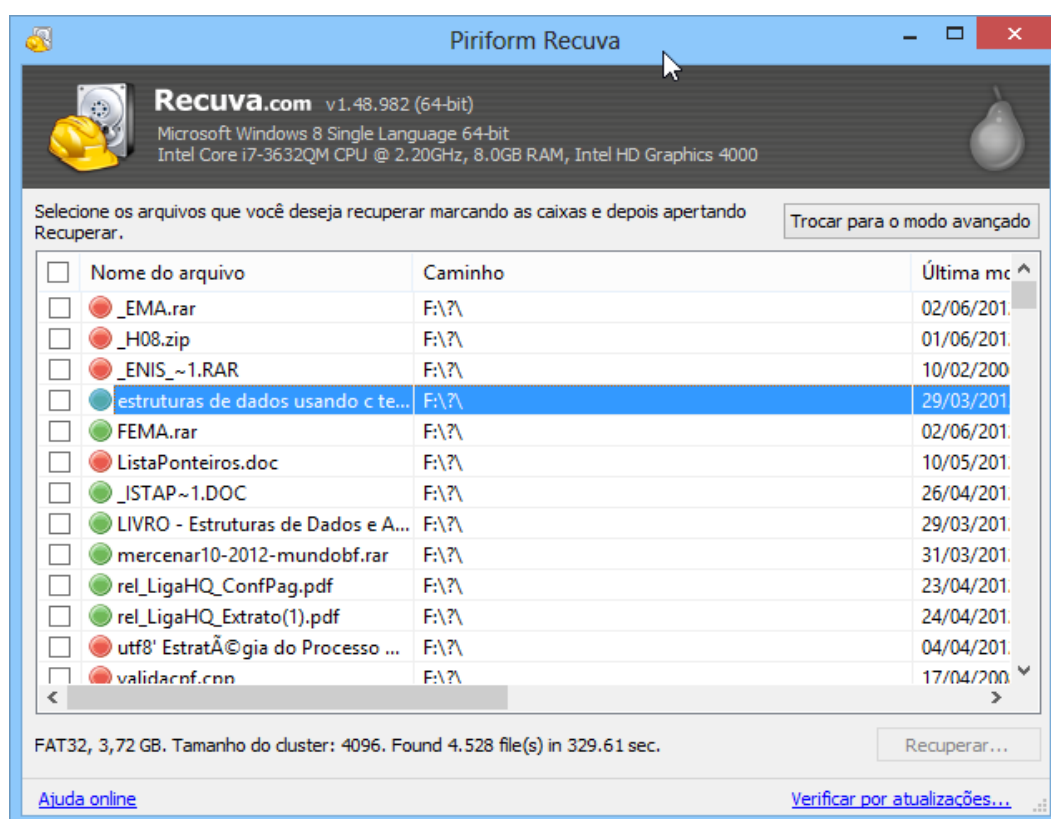 Piriform Recuva
Recuva.com v1.48.982 (64-bit)
Microsoft Windows 8 Single Language 64-bit
Intel Core i7-3632QM CPU @ 2.20GHz, 8.0GB RAM, Intel HD Graphics 4000
Selecione os arquivos que você deseja recuperar marcando as caixas e depois apertando
Recuperar.
Trocar para o modo avançado
Nome do arquivo Caminho Última mo
_EMA.rar F:\?\ 02/06/201
_H08.zip F:\?\ 01/06/201
_ENIS_~1.RAR F:\?\ 10/02/200
estruturas de dados usando c te... F:\?\ 29/03/201
FEMA.rar F:\?\ 02/06/201
ListaPonteiros.doc F:\?\ 10/05/201
_ISTAP~1.DOC F:\?\ 26/04/201
LIVRO - Estruturas de Dados e A... F:\?\ 29/03/201
mercenar10-2012-mundobf.rar F:\?\ 31/03/201
rel_LigaHQ_ConfPag.pdf F:\?\ 23/04/201
rel_LigaHQ_Extrato(1).pdf F:\?\ 24/04/201
utf8' EstratÃ©gia do Processo ... F:\?\ 04/04/201
validacpf.cpp F:\?\ 17/04/200
FAT32, 3,72 GB. Tamanho do cluster: 4096. Found 4.528 file(s) in 329.61 sec.
Recuperar...
Ajuda online
Verificar por atualizações...